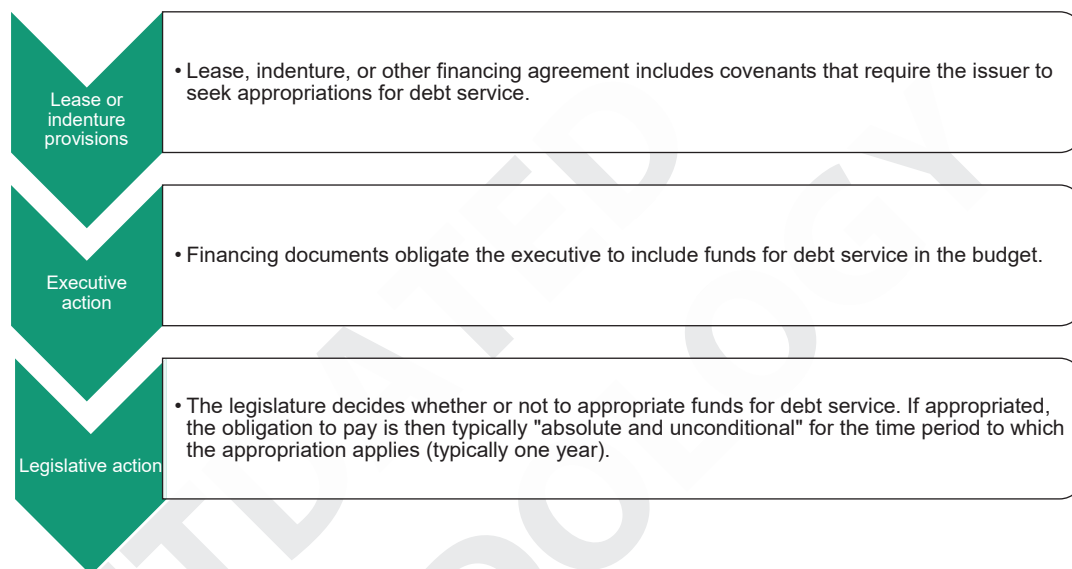 Lease or
indenture
provisions
• Lease, indenture, or other financing agreement includes covenants that require the issuer to
seek appropriations for debt service.
Executive
action
• Financing documents obligate the executive to include funds for debt service in the budget.
Legislative action
• The legislature decides whether or not to appropriate funds for debt service. If appropriated,
the obligation to pay is then typically "absolute and unconditional" for the time period to which
the appropriation applies (typically one year).